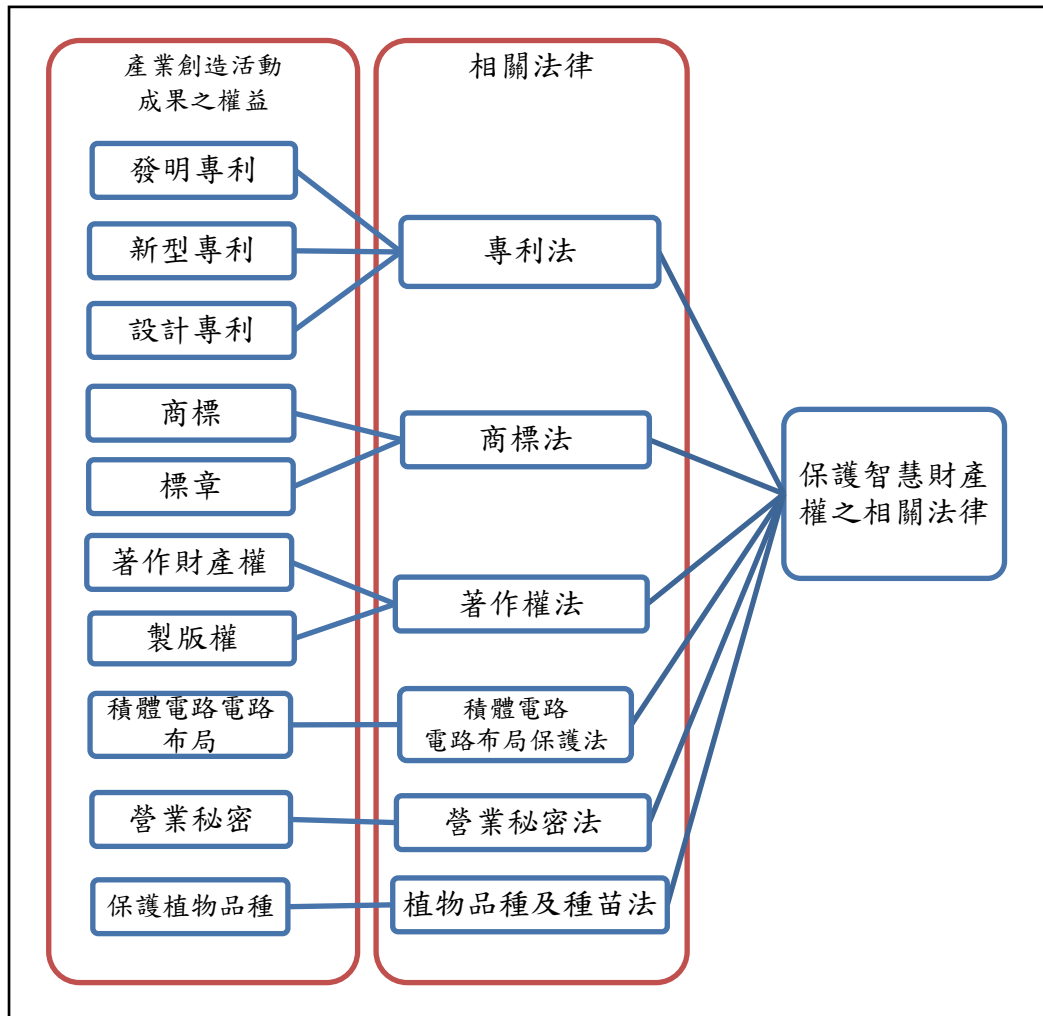 產業創造活動
成果之權益
發明專利
新型專利
設計專利
商標
標章
著作財產權
製版權
積體電路電路
布局
營業秘密
保護植物品種
相關法律
專利法
商標法
著作權法
積體電路
電路布局保護法
營業秘密法
植物品種及種苗法
保護智慧財產
權之相關法律